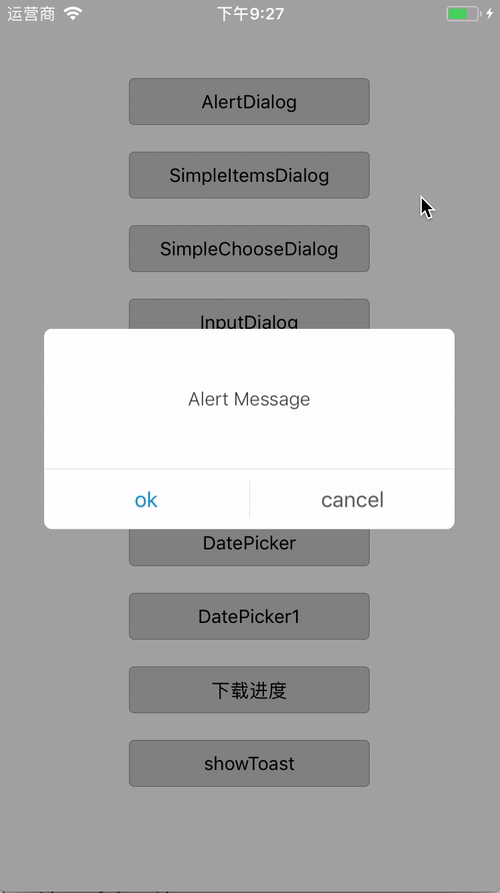 运营商 下午9:27
AlertDialog
SimpleItemsDialog
SimpleChooseDialog
InputDialog
Alert Message
ok cancel
DatePicker
DatePicker1
下载进度
showToast